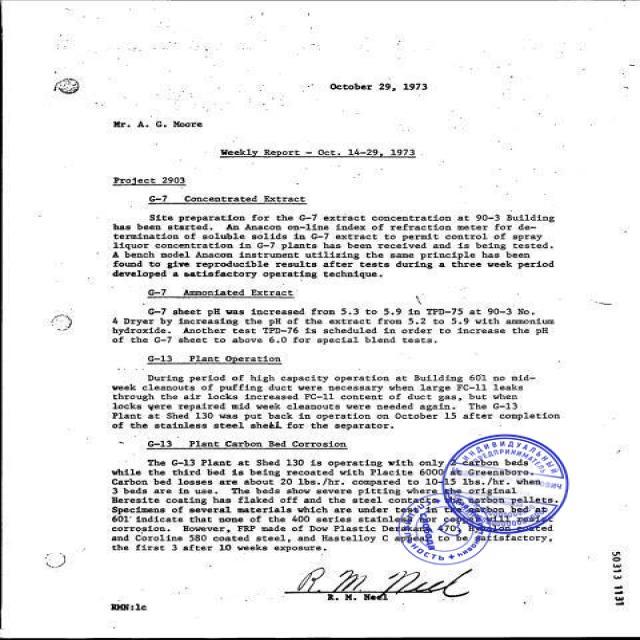 October 29, 1973
Mr. A. G. Moore
Weekly Report - Oct. 14-29, 1973
Project 2903
G-7 Concentrated Extract
Site preparation for the G-7 extract concentration at 90-3 Building
has been started. An Anacon on-line index of refraction meter for de-
termination of soluble solids in G-7 extract to permit control of spray
liquor concentration in G-7 plants has been received and is being tested.
A bench model Anacon instrument utilizing the same principle has been
found to give reproducible results after tests during a three week period
developed a satisfactory operating technique.
G-7 Ammoniated Extract
G-7 sheet pH was increased from 5.3 to 5.9 in TPD-75 at 90-3 No.
4 Dryer by increasing the pH of the extract from 5.2 to 5.9 with ammonium
hydroxide. Another test TPD-76 is scheduled in order to increase the pH
of the G-7 sheet to above 6.0 for special blend tests.
G-13 Plant Operation
During period of high capacity operation at Building 601 no mid-
week cleanouts of puffing duct were necessary when large FC-11 leaks
through the air locks increased FC-11 content of duct gas, but when
locks were repaired mid week cleanouts were needed again. The G-13
Plant at Shed 130 was put back in operation on October 15 after completion
of the stainless steel shell for the separator.
G-13 Plant Carbon Bed Corrosion
The G-13 Plant at Shed 130 is operating with only 2 carbon beds
while the third bed is being recoated with Placite 6000 at Greensboro.
Carbon bed losses are about 20 lbs./hr. compared to 10-15 lbs./hr. when
3 beds are in use. The beds show severe pitting where the original
Beresite coating has flaked off and the steel contacts the carbon pellets.
Specimens of several materials which are under test in the carbon bed at
601 indicate that none of the 400 series stainless nor copper will resist
corrosion. However, FRP made of Dow Plastic Derakane 470, coated
and Coroline 580 coated steel, and Hastelloy C appear to be satisfactory,
the first 3 after 10 weeks exposure.
R. M. Neel
R. M. Neel
RMN:lc
50313 1131
ИНДИВИДУАЛЬНЫЙ
ПРЕДПРИНИМАТЕЛЬ